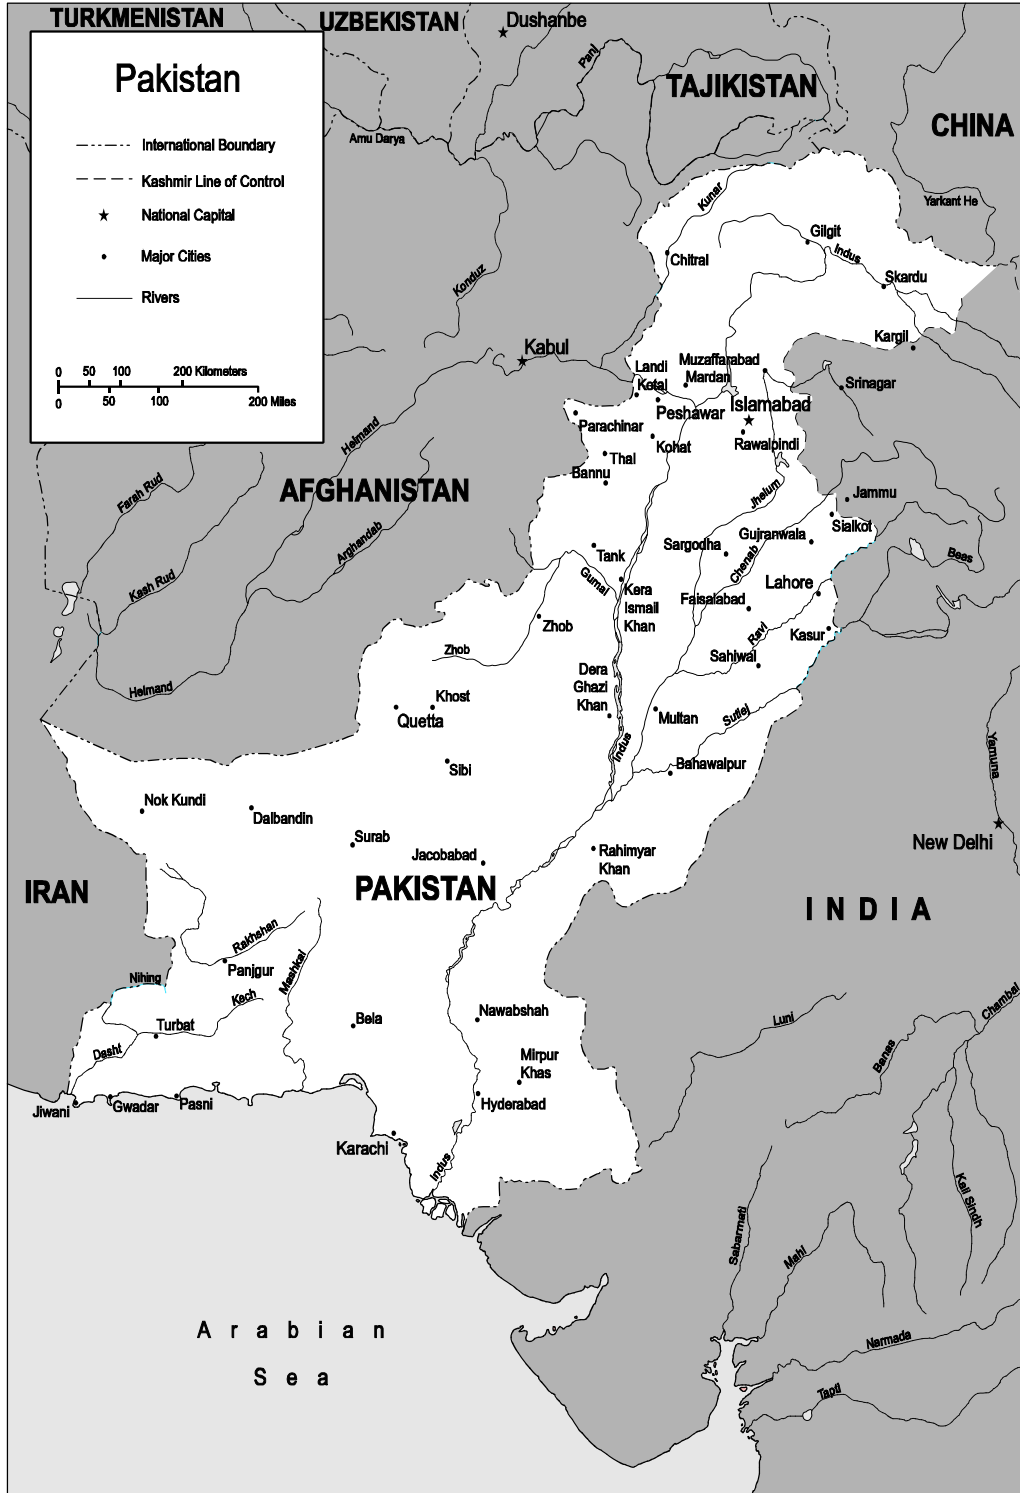 TURKMENISTAN
UZBEKISTAN
Dushanbe
Panj
TAJIKISTAN
CHINA
Pakistan
International Boundary
Kashmir Line of Control
National Capital
Major Cities
Rivers
0 50 100 200 Kilometers
0 50 100 200 Miles
Amu Darya
Yarkant He
Kunar
Gilgit
Indus
Chitral
Skardu
Konduz
Kargil
Kabul
Landi
Kotal
Muzaffarabad
Mardan
Srinagar
Islamabad
Peshawar
Parachinar
Rawalpindi
Kohat
Helmand
Thal
Bannu
Farah Rud
AFGHANISTAN
Jhelum
Jammu
Sialkot
Arghandab
Gujranwala
Sargodha
Tank
Chenab
Bees
Kash Rud
Gumal
Lahore
Kera
Ismail
Khan
Faisalabad
Zhob
Ravi
Kasur
Zhob
Sahiwal
Dera
Ghazi
Khan
Helmand
Khost
Quetta
Multan
Sutlej
Indus
Yamuna
Sibi
Bahawalpur
Nok Kundi
Dalbandin
Surab
New Delhi
Jacobabad
Rahimyar
Khan
IRAN
PAKISTAN
INDIA
Rakhshan
Panjgur
Mashkai
Nihing
Kech
Chambal
Turbat
Bela
Nawabshah
Luni
Dasht
Mirpur
Khas
Banas
Jiwani
Gwadar
Pasni
Hyderabad
Karachi
Indus
Kali Sindh
Sabarmati
Mahi
Arabian
Sea
Narmada
Tapti